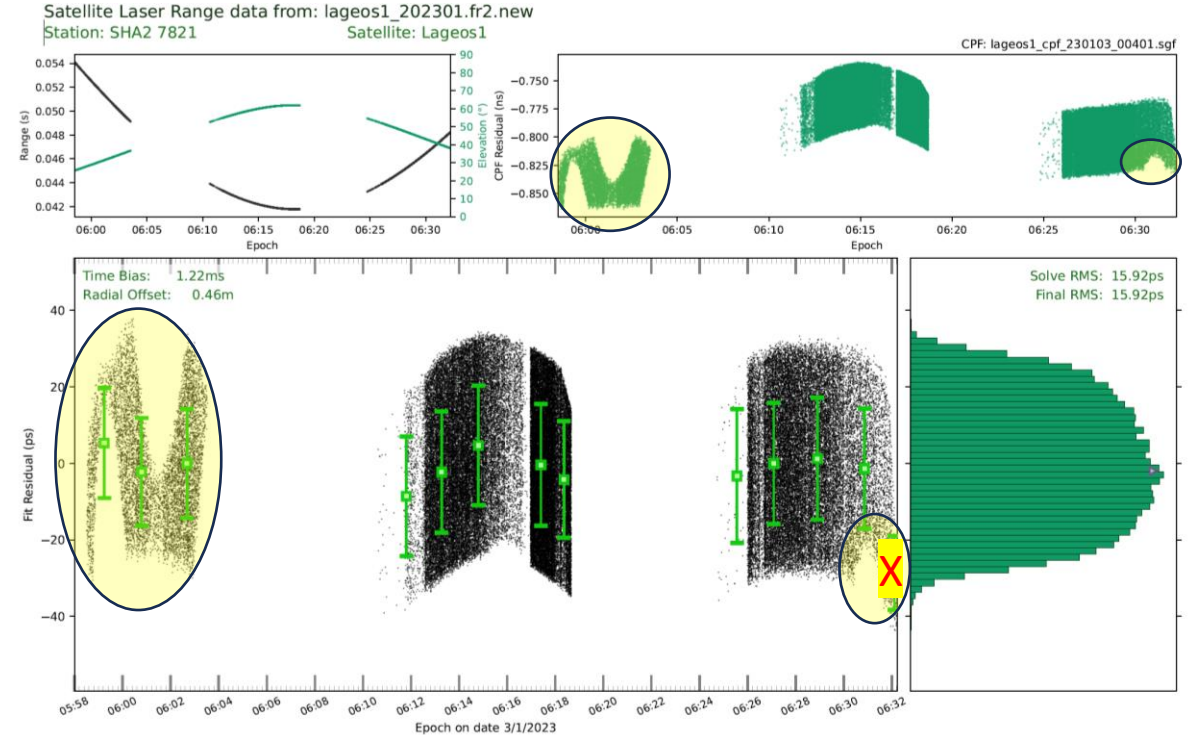 Satellite Laser Range data from: lageos1_202301.fr2.new
Station: SHA2 7821 Satellite: Lageos1
CPF: lageos1_cpf_230103_00401.sgf
Range (s)
0.054
0.052
0.050
0.048
0.046
0.044
0.042
90
80
70
60
50
40
30
20
10
0
Elevation (°)
06:00 06:05 06:10 06:15 06:20 06:25 06:30
Epoch
CPF Residual (ns)
−0.750
−0.775
−0.800
−0.825
−0.850
06:00 06:05 06:10 06:15 06:20 06:25 06:30
Epoch
Time Bias: 1.22ms
Radial Offset: 0.46m
Fit Residual (ps)
40
20
0
−20
−40
X
05:58 06:00 06:02 06:04 06:06 06:08 06:10 06:12 06:14 06:16 06:18 06:20 06:22 06:24 06:26 06:28 06:30 06:32
Epoch on date 3/1/2023
Solve RMS: 15.92ps
Final RMS: 15.92ps